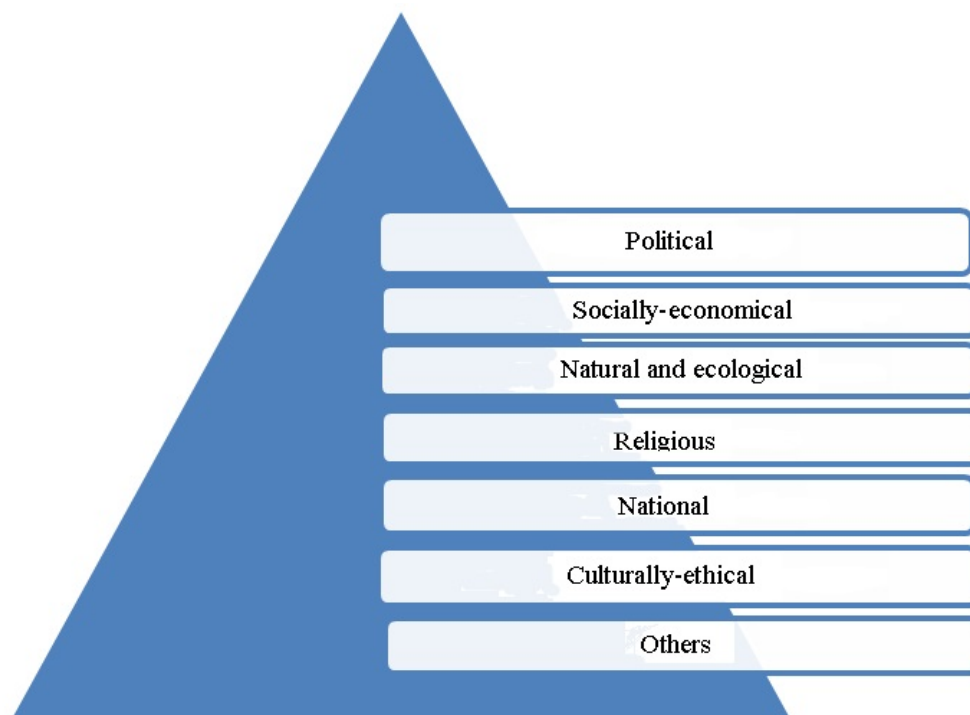 Political
Socially-economical
Natural and ecological
Religious
National
Culturally-ethical
Others